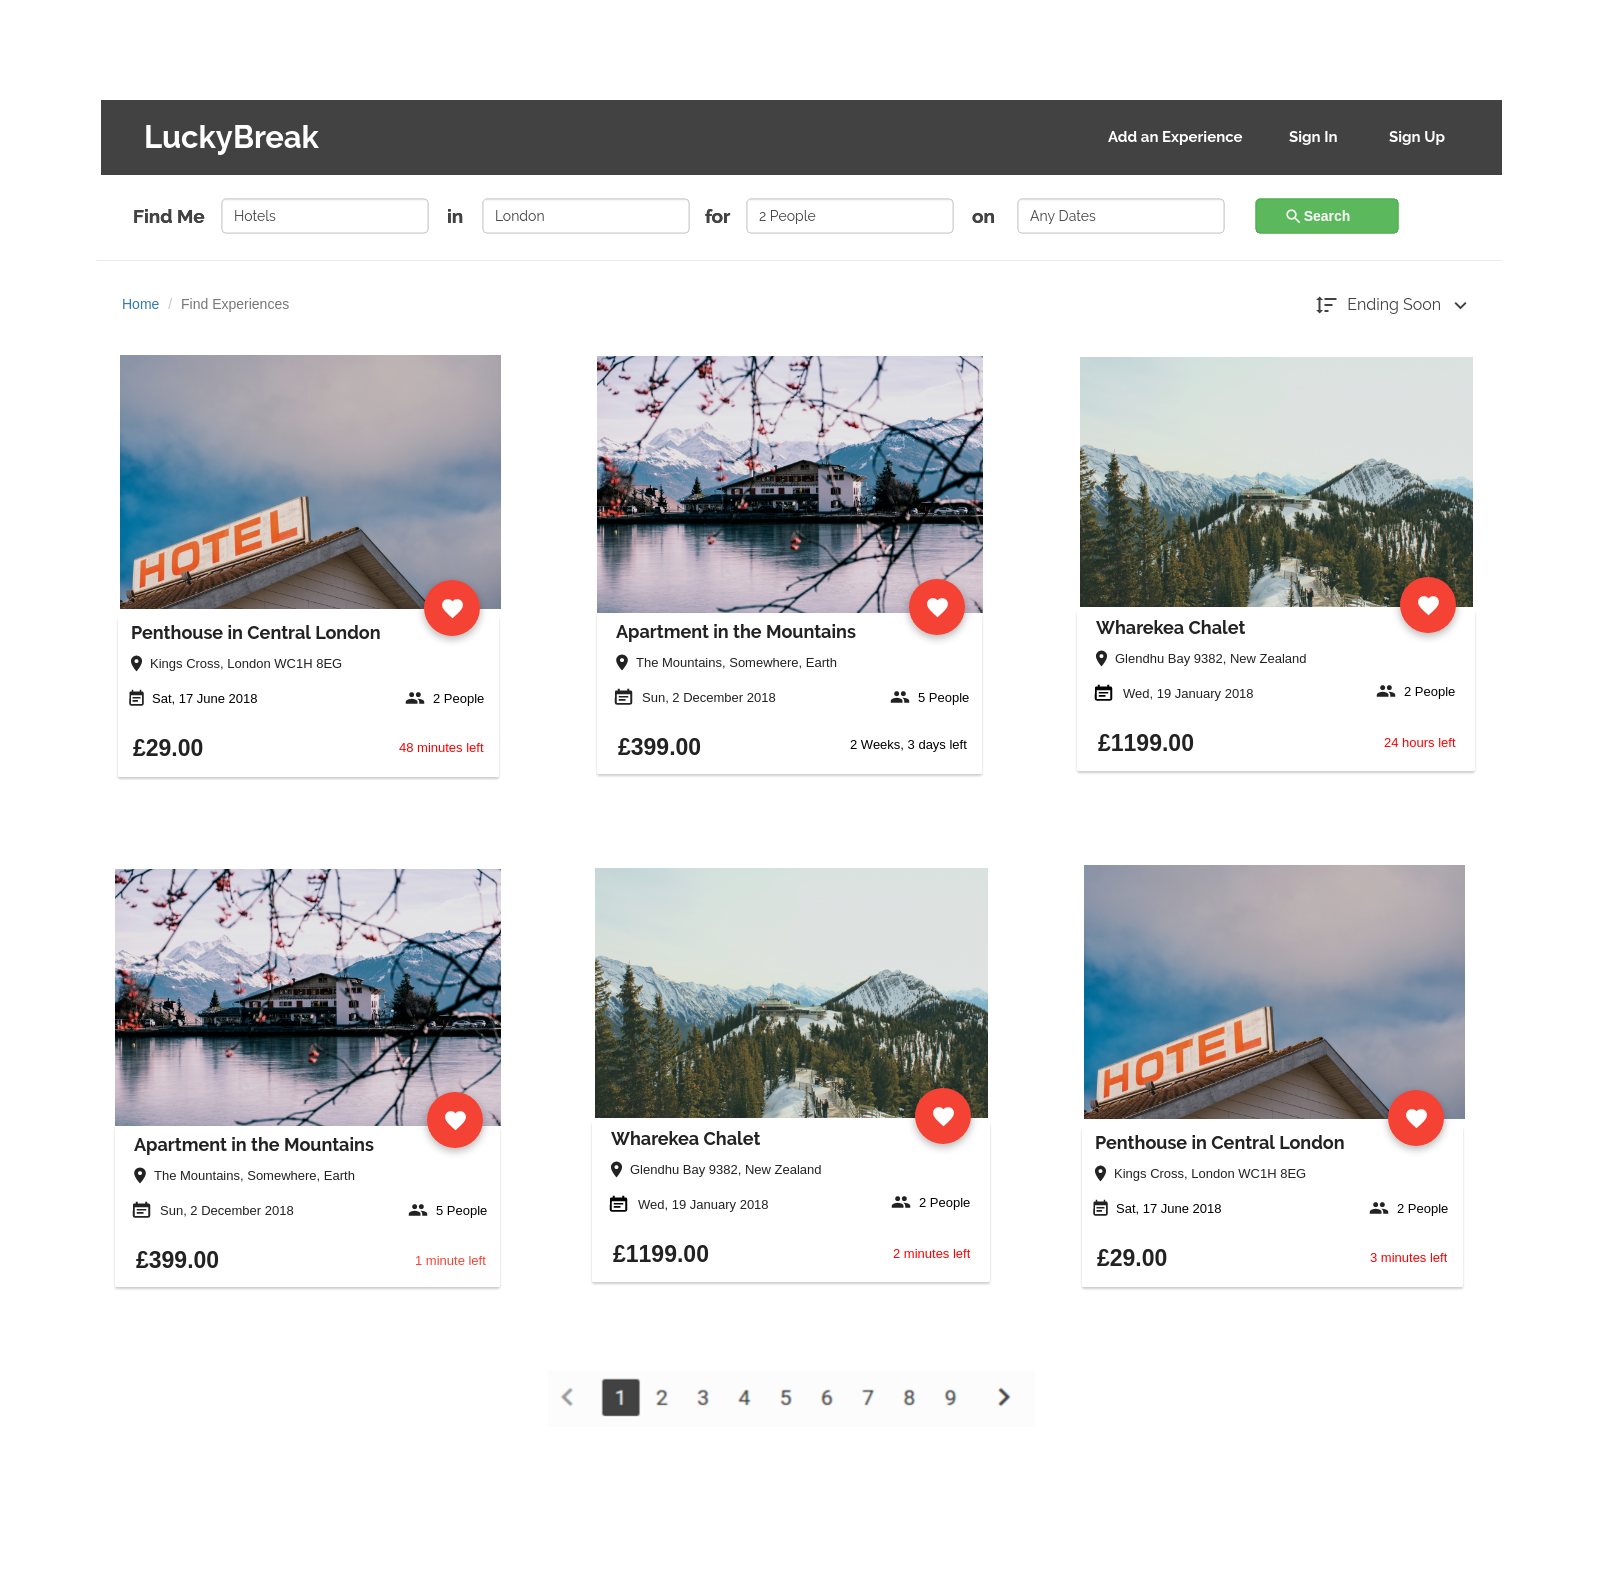 LuckyBreak
Add an Experience Sign In Sign Up
Find Me Hotels in London for 2 People on Any Dates Search
Home / Find Experiences
Ending Soon
HOTEL
Penthouse in Central London
Kings Cross, London WC1H 8EG
Sat, 17 June 2018 2 People
£29.00 48 minutes left
Apartment in the Mountains
The Mountains, Somewhere, Earth
Sun, 2 December 2018 5 People
£399.00 2 Weeks, 3 days left
Wharekea Chalet
Glendhu Bay 9382, New Zealand
Wed, 19 January 2018 2 People
£1199.00 24 hours left
Apartment in the Mountains
The Mountains, Somewhere, Earth
Sun, 2 December 2018 5 People
£399.00 1 minute left
Wharekea Chalet
Glendhu Bay 9382, New Zealand
Wed, 19 January 2018 2 People
£1199.00 2 minutes left
HOTEL
Penthouse in Central London
Kings Cross, London WC1H 8EG
Sat, 17 June 2018 2 People
£29.00 3 minutes left
1 2 3 4 5 6 7 8 9